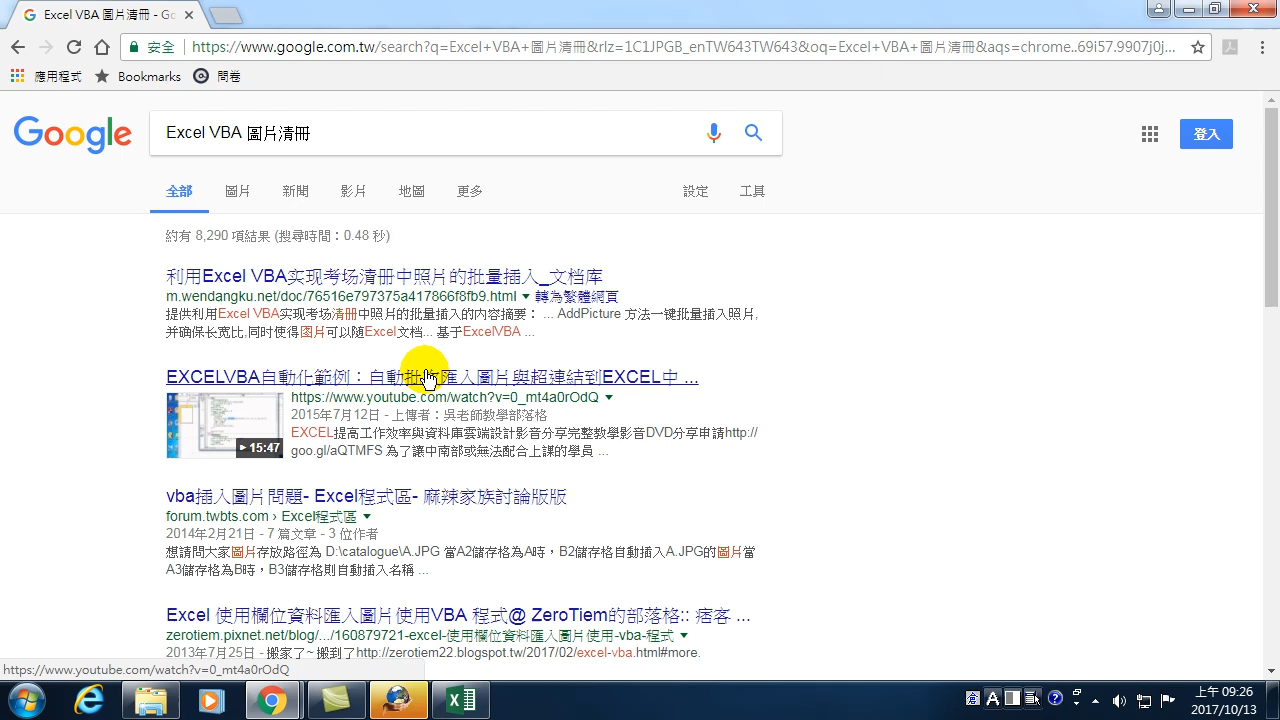 Excel VBA 圖片清冊 - Go
安全
https://www.google.com.tw/search?q=Excel+VBA+圖片清冊&rlz=1C1JPGB_enTW643TW643&oq=Excel+VBA+圖片清冊&aqs=chrome..69i57.9907j0j...
應用程式
Bookmarks
問卷
Google
Excel VBA 圖片清冊
登入
全部
圖片
新聞
影片
地圖
更多
設定
工具
約有 8,290 項結果 (搜尋時間:0.48 秒)
利用Excel VBA实现考场清册中照片的批量插入_文档库
m.wendangku.net/doc/76516e797375a417866f8fb9.html ▼ 轉為繁體網頁
提供利用Excel VBA实现考场清册中照片的批量插入的内容摘要: ... AddPicture 方法一键批量插入照片,
并确保长宽比,同时使得图片可以随Excel文档... 基于ExcelVBA ...
EXCELVBA自動化範例:自動批次匯入圖片與超連結到EXCEL中 ...
https://www.youtube.com/watch?v=0_mt4a0rOdQ ▼
2015年7月12日 - 上傳者:吳老師教學部落格
EXCEL提高工作效率與資料庫雲端設計影音分享完整教學影音DVD分享申請http://
goo.gl/aQTMFS 為了讓中南部或無法配合上課的學員 ...
15:47
vba插入圖片問題- Excel程式區- 麻辣家族討論版版
forum.twbts.com › Excel程式區 ▼
2014年2月21日 - 7 篇文章 - 3 位作者
想請問大家圖片存放路徑為 D:\catalogue\A.JPG 當A2儲存格為A時,B2儲存格自動插入A.JPG的圖片當
A3儲存格為B時,B3儲存格則自動插入名稱 ...
Excel 使用欄位資料匯入圖片使用VBA 程式@ ZeroTiem的部落格:: 痞客 ...
zerotiem.pixnet.net/blog/.../160879721-excel-使用欄位資料匯入圖片使用-vba-程式 ▼
2013年7月25日 - 搬家了~ 搬到了http://zerotiem22.blogspot.tw/2017/02/excel-vba.html#more.
https://www.youtube.com/watch?v=0_mt4a0rOdQ
上午 09:26
2017/10/13